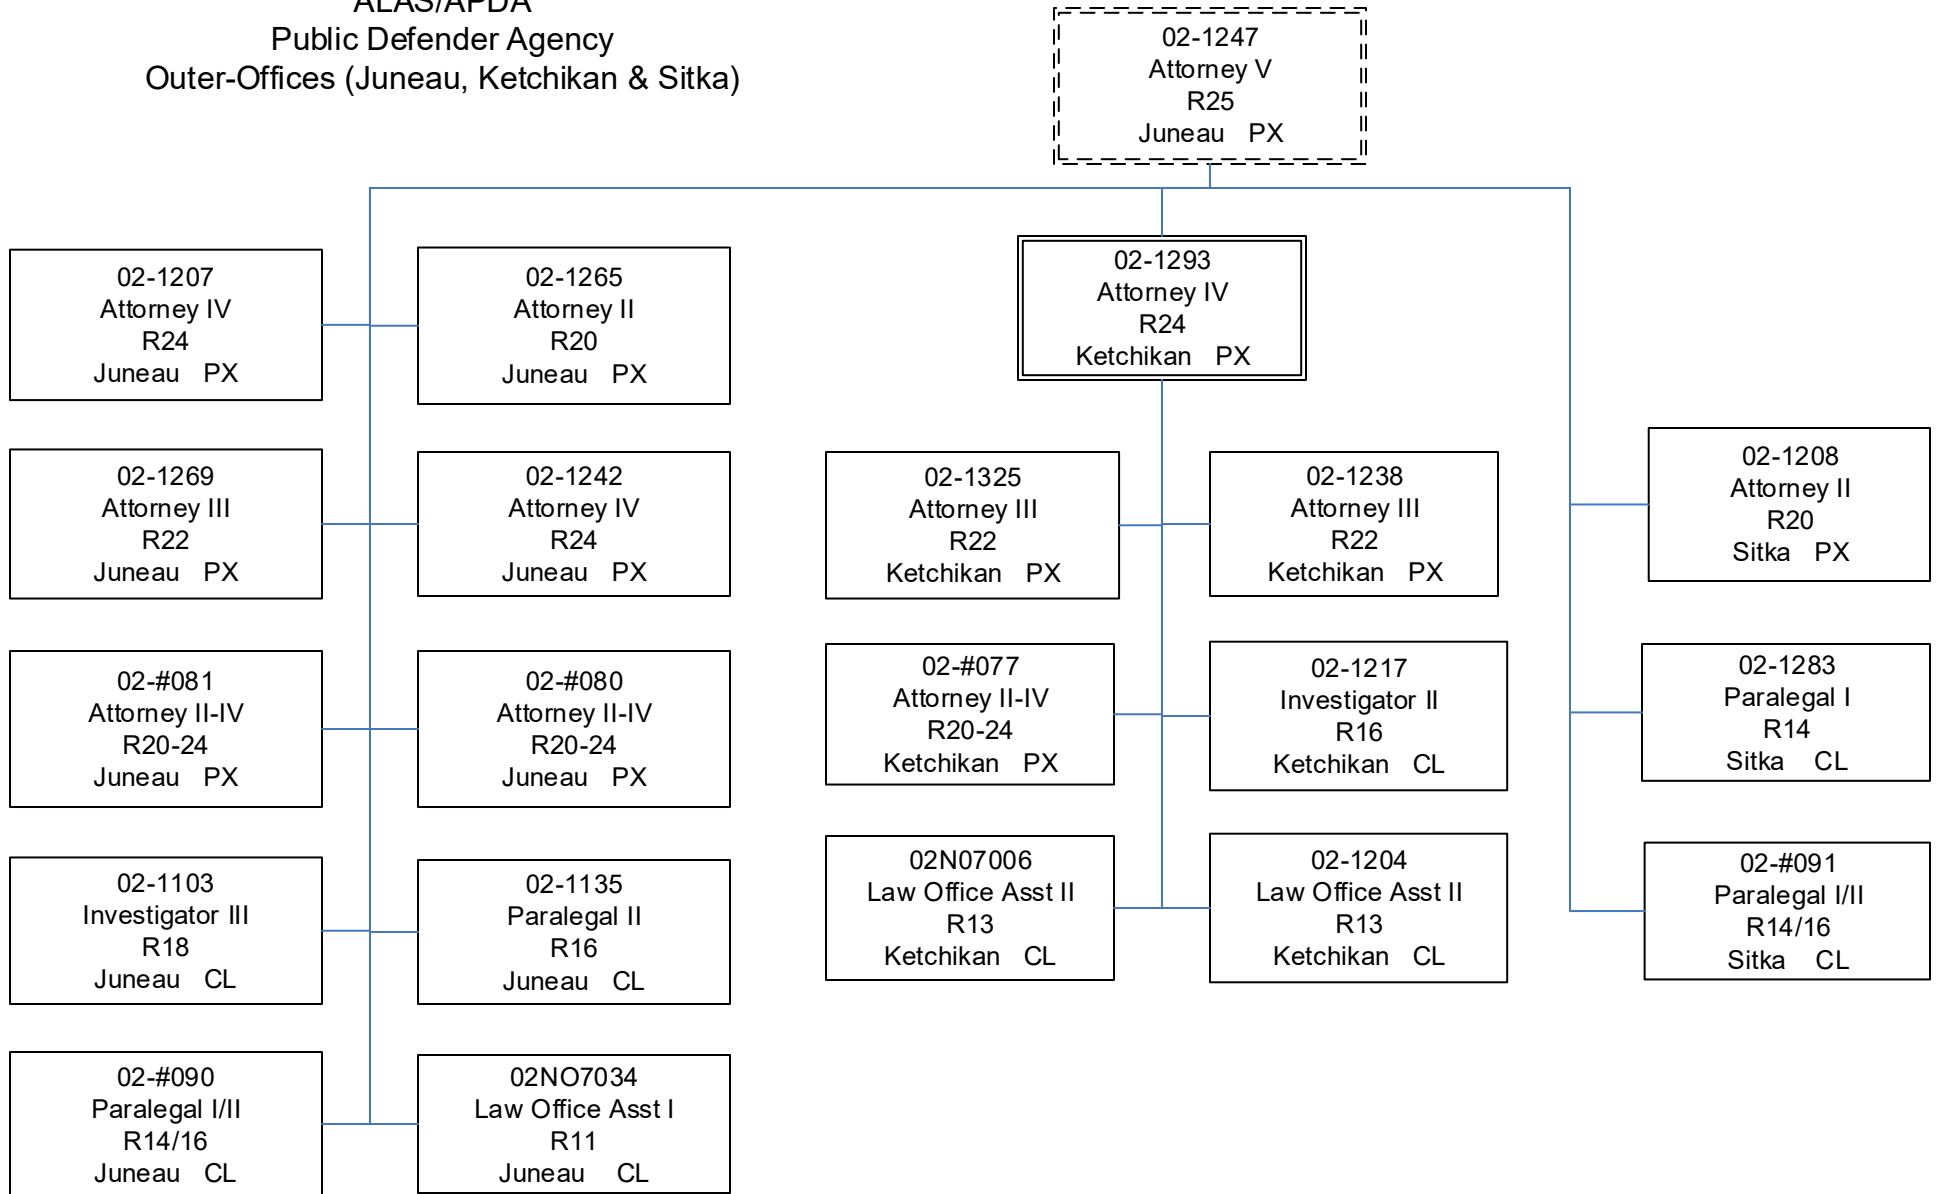 ALAS/APDA
Public Defender Agency
Outer-Offices (Juneau, Ketchikan & Sitka)
02-1247
Attorney V
R25
Juneau PX
02-1207
Attorney IV
R24
Juneau PX
02-1265
Attorney II
R20
Juneau PX
02-1293
Attorney IV
R24
Ketchikan PX
02-1269
Attorney III
R22
Juneau PX
02-1242
Attorney IV
R24
Juneau PX
02-1325
Attorney III
R22
Ketchikan PX
02-1238
Attorney III
R22
Ketchikan PX
02-1208
Attorney II
R20
Sitka PX
02-#081
Attorney II-IV
R20-24
Juneau PX
02-#080
Attorney II-IV
R20-24
Juneau PX
02-#077
Attorney II-IV
R20-24
Ketchikan PX
02-1217
Investigator II
R16
Ketchikan CL
02-1283
Paralegal I
R14
Sitka CL
02-1103
Investigator III
R18
Juneau CL
02-1135
Paralegal II
R16
Juneau CL
02N07006
Law Office Asst II
R13
Ketchikan CL
02-1204
Law Office Asst II
R13
Ketchikan CL
02-#091
Paralegal I/II
R14/16
Sitka CL
02-#090
Paralegal I/II
R14/16
Juneau CL
02NO7034
Law Office Asst I
R11
Juneau CL